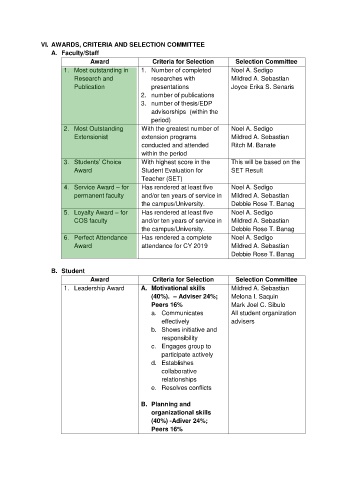 VI. AWARDS, CRITERIA AND SELECTION COMMITTEE
A. Faculty/Staff
Award
Criteria for Selection
Selection Committee
1. Most outstanding in
Research and
Publication
1. Number of completed
researches with
presentations
2. number of publications
3. number of thesis/EDP
advisorships (within the
period)
Noel A. Sedigo
Mildred A. Sebastian
Joyce Erika S. Senaris
2. Most Outstanding
Extensionist
With the greatest number of
extension programs
conducted and attended
within the period
Noel A. Sedigo
Mildred A. Sebastian
Ritch M. Banate
3. Students' Choice
Award
With highest score in the
Student Evaluation for
Teacher (SET)
This will be based on the
SET Result
4. Service Award – for
permanent faculty
Has rendered at least five
and/or ten years of service in
the campus/University.
Noel A. Sedigo
Mildred A. Sebastian
Debbie Rose T. Banag
5. Loyalty Award – for
COS faculty
Has rendered at least five
and/or ten years of service in
the campus/University.
Noel A. Sedigo
Mildred A. Sebastian
Debbie Rose T. Banag
6. Perfect Attendance
Award
Has rendered a complete
attendance for CY 2019
Noel A. Sedigo
Mildred A. Sebastian
Debbie Rose T. Banag
B. Student
Award
Criteria for Selection
Selection Committee
1. Leadership Award
A. Motivational skills
(40%). – Adviser 24%;
Peers 16%
a. Communicates
effectively
b. Shows initiative and
responsibility
c. Engages group to
participate actively
d. Establishes
collaborative
relationships
e. Resolves conflicts
B. Planning and
organizational skills
(40%) -Adiver 24%;
Peers 16%
Mildred A. Sebastian
Melona I. Saquin
Mark Joel C. Sibulo
All student organization
advisers